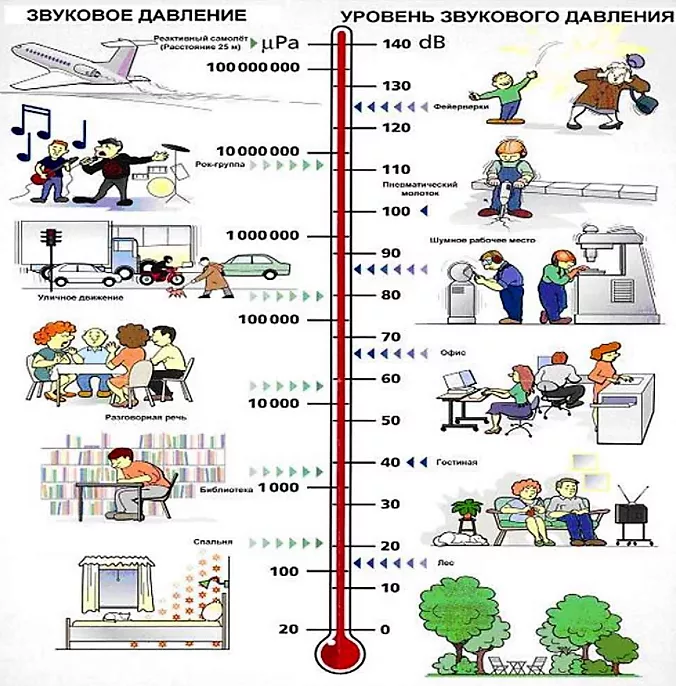 ЗВУКОВОЕ ДАВЛЕНИЕ
УРОВЕНЬ ЗВУКОВОГО ДАВЛЕНИЯ
Реактивный самолёт
(Расстояние 25 м)
µPa
140 dB
100 000 000
130
Фейерверки
120
10 000 000
Рок-группа
110
Пневматический
молоток
100
1 000 000
Шумное рабочее место
90
Уличное движение
80
100 000
70
Офис
60
10 000
Разговорная речь
50
40
Гостиная
Библиотека
1 000
30
Спальня
20
Лес
100
10
20
0